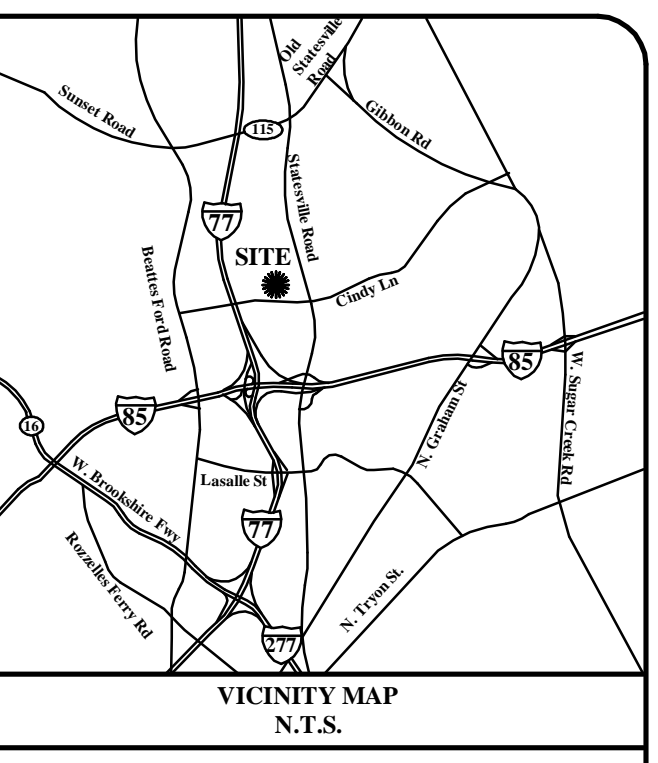 Old
Statesville
Road
Sunset Road
115
Gibbon Rd
Statesville Road
77
SITE
Beattes Ford Road
Cindy Ln
85
85
W. Sugar Creek Rd
16
N. Graham St
W. Brookshire Fwy
Lasalle St
77
Rozzelles Ferry Rd
N. Tryon St.
277
VICINITY MAP
N.T.S.